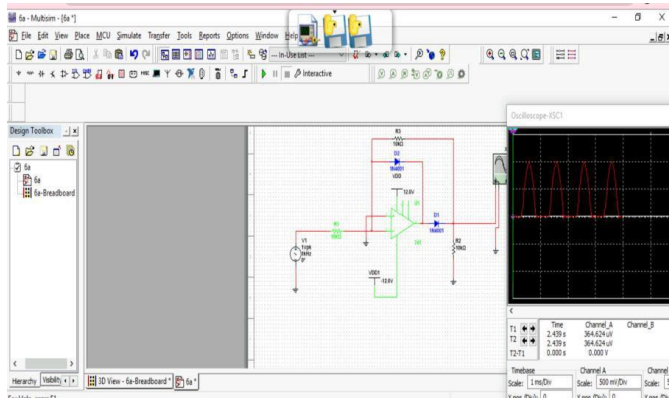 6a - Multisim - [6a *]
File Edit View Place MCU Simulate Transfer Tools Reports Options Window Help
--- In-Use List ---
Interactive
Design Toolbox
6a
6a
6a-Breadboard
Oscilloscope-XSC1
R3
10kΩ
D2
1N4001
VDD
12.0V
D1
1N4001
V1
1kHz
0°
R2
10kΩ
VDD1
-12.0V
Time Channel_A Channel_B
T1 2.439 s 364.624 uV
T2 2.439 s 364.624 uV
T2-T1 0.000 s 0.000 V
Timebase Channel A Channel
Scale: 1 ms/Div Scale: 500 mV/Div Scale:
Hierarchy Visibility
3D View - 6a-Breadboard * 6a *